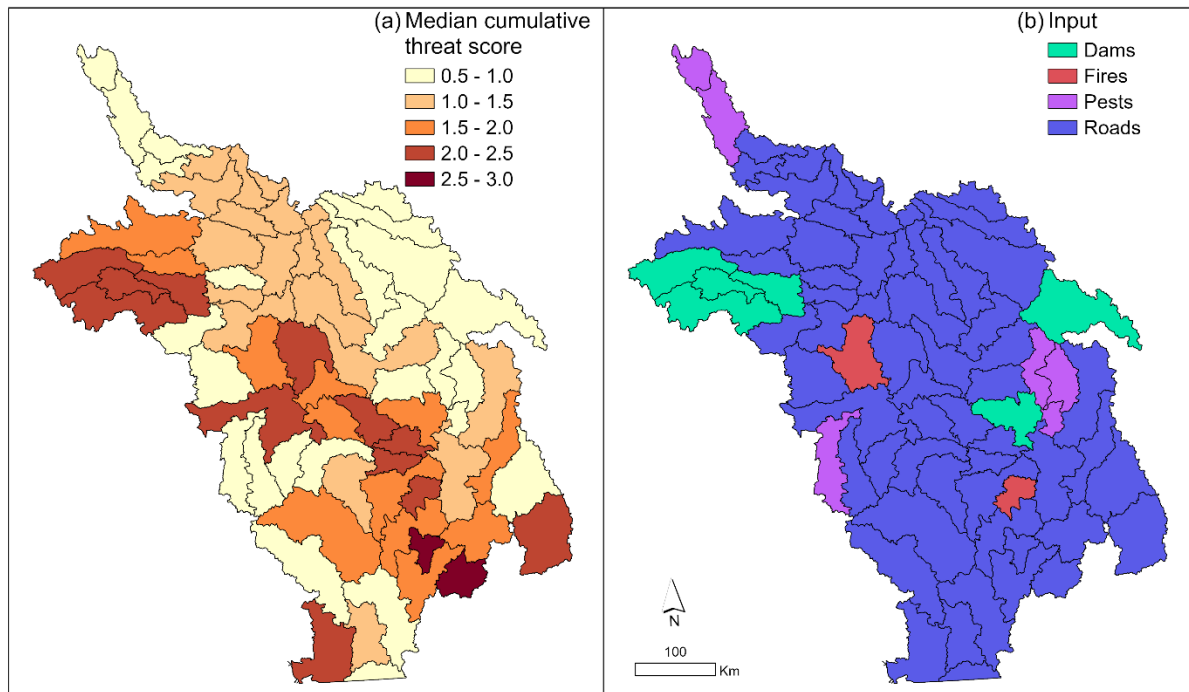 (a) Median cumulative
threat score
0.5 - 1.0
1.0 - 1.5
1.5 - 2.0
2.0 - 2.5
2.5 - 3.0
(b) Input
Dams
Fires
Pests
Roads
N
100
Km